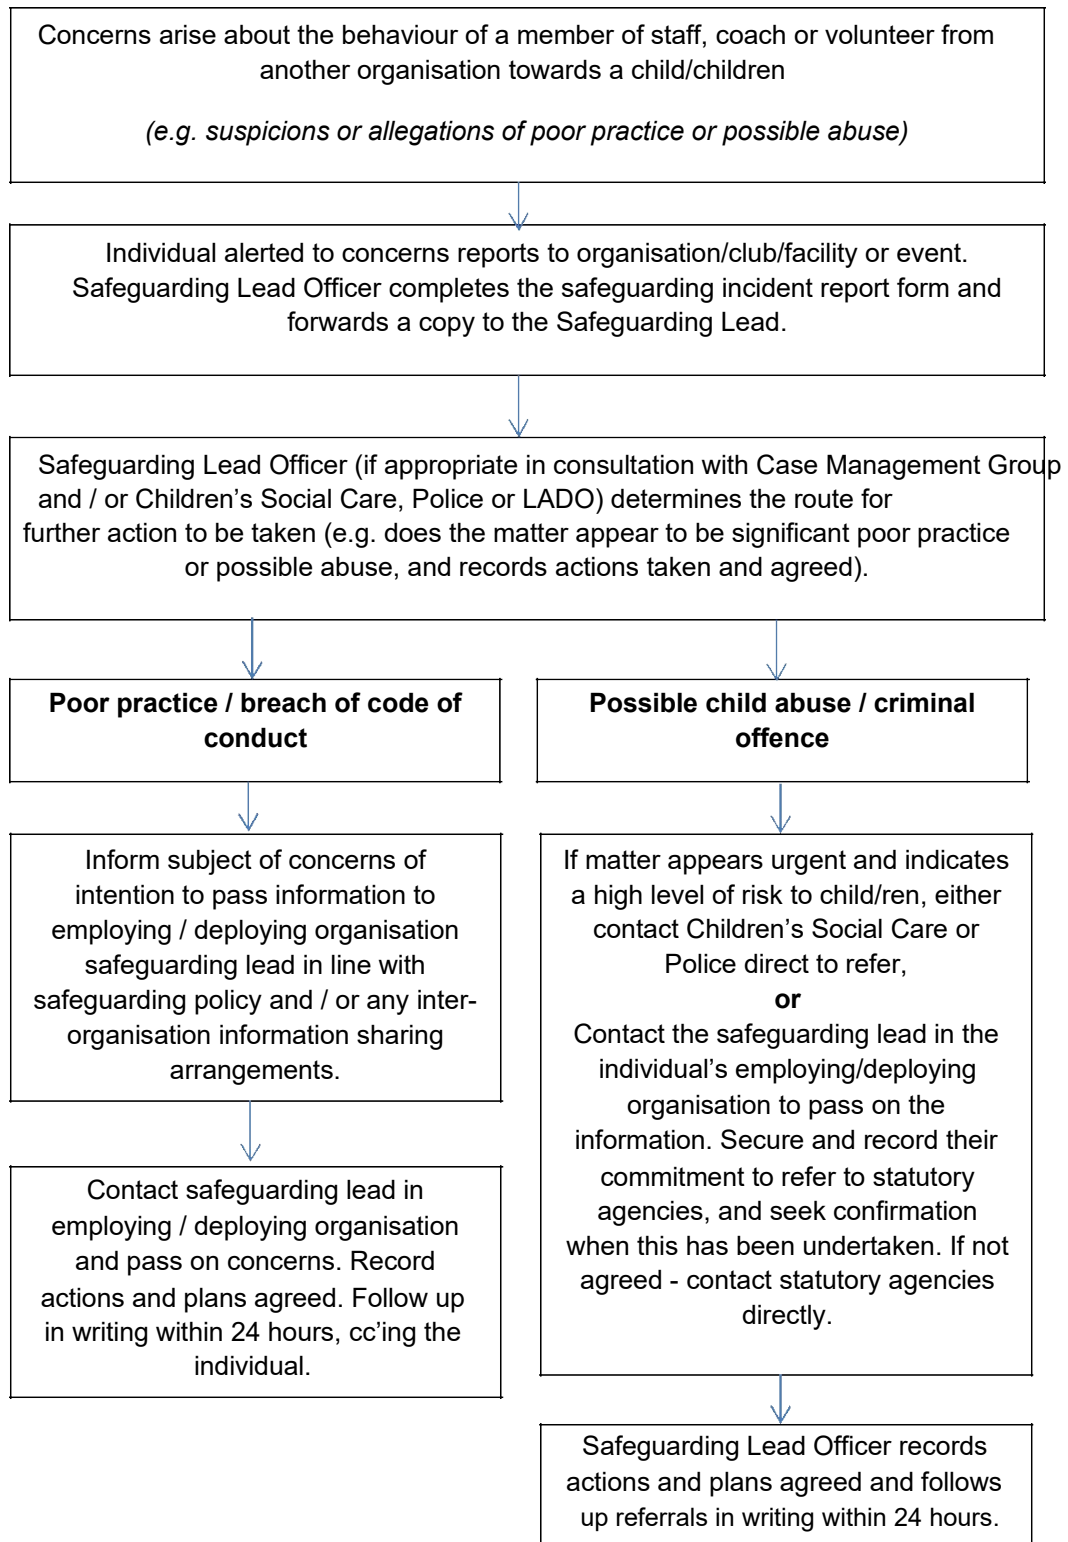 Concerns arise about the behaviour of a member of staff, coach or volunteer from
another organisation towards a child/children
(e.g. suspicions or allegations of poor practice or possible abuse)
Individual alerted to concerns reports to organisation/club/facility or event.
Safeguarding Lead Officer completes the safeguarding incident report form and
forwards a copy to the Safeguarding Lead.
Safeguarding Lead Officer (if appropriate in consultation with Case Management Group
and / or Children’s Social Care, Police or LADO) determines the route for
further action to be taken (e.g. does the matter appear to be significant poor practice
or possible abuse, and records actions taken and agreed).
Poor practice / breach of code of
conduct
Inform subject of concerns of
intention to pass information to
employing / deploying organisation
safeguarding lead in line with
safeguarding policy and / or any inter-
organisation information sharing
arrangements.
Contact safeguarding lead in
employing / deploying organisation
and pass on concerns. Record
actions and plans agreed. Follow up
in writing within 24 hours, cc’ing the
individual.
Possible child abuse / criminal
offence
If matter appears urgent and indicates
a high level of risk to child/ren, either
contact Children’s Social Care or
Police direct to refer,
or
Contact the safeguarding lead in the
individual’s employing/deploying
organisation to pass on the
information. Secure and record their
commitment to refer to statutory
agencies, and seek confirmation
when this has been undertaken. If not
agreed - contact statutory agencies
directly.
Safeguarding Lead Officer records
actions and plans agreed and follows
up referrals in writing within 24 hours.